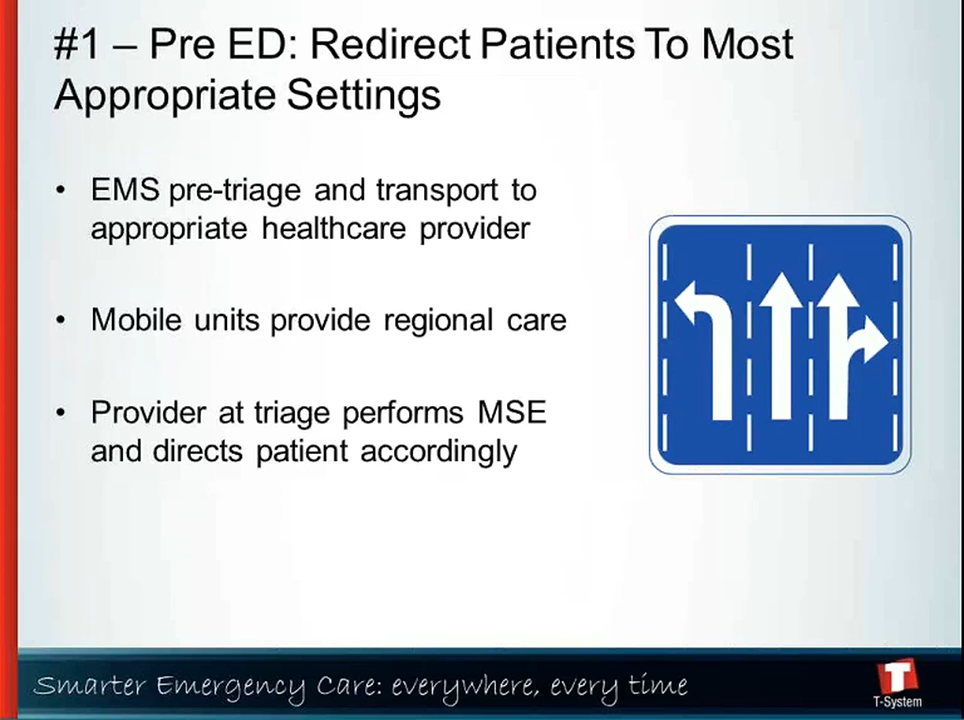 #1 – Pre ED: Redirect Patients To Most
Appropriate Settings
• EMS pre-triage and transport to
appropriate healthcare provider
• Mobile units provide regional care
• Provider at triage performs MSE
and directs patient accordingly
Smarter Emergency Care: everywhere, every time
T
T-System